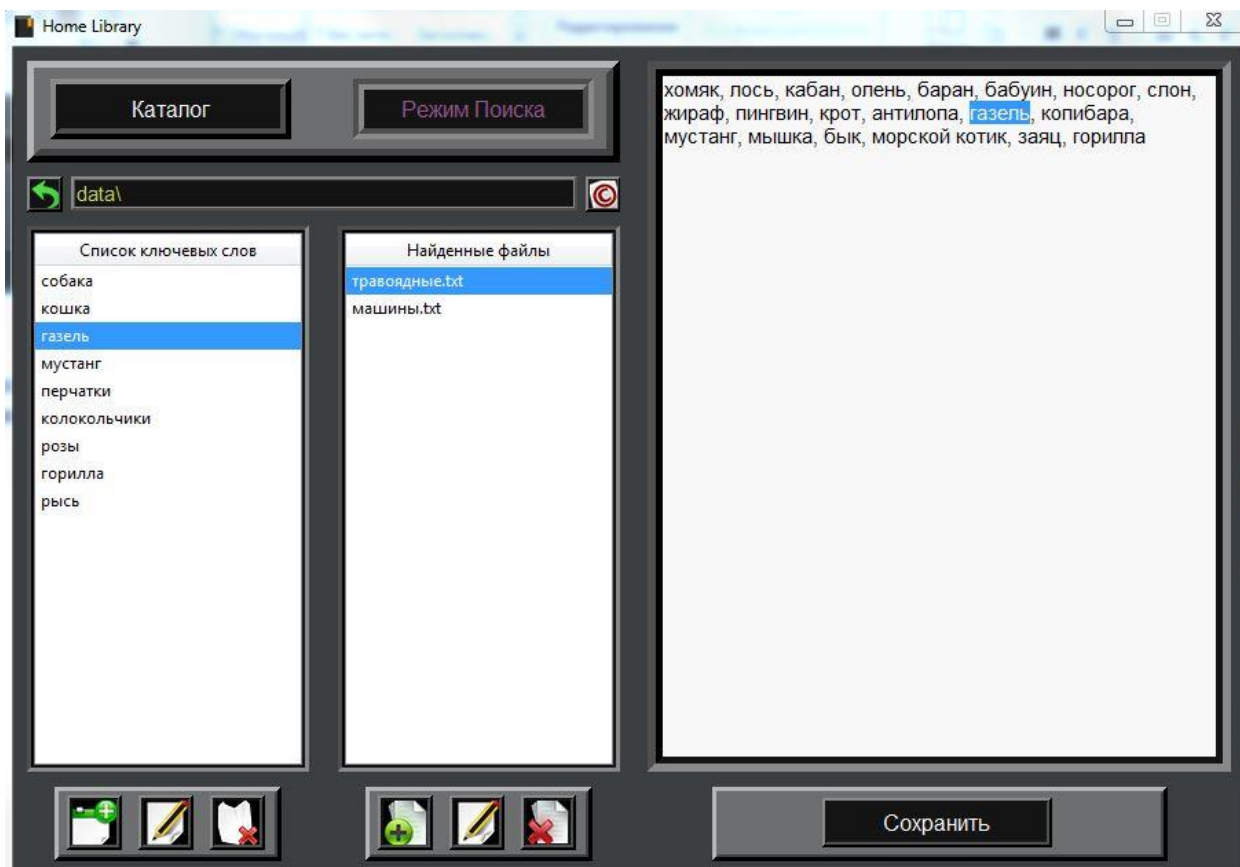 Home Library
Каталог
Режим Поиска
data\
Список ключевых слов
собака
кошка
газель
мустанг
перчатки
колокольчики
розы
горилла
рысь
Найденные файлы
травоядные.txt
машины.txt
хомяк, лось, кабан, олень, баран, бабуин, носорог, слон,
жираф, пингвин, крот, антилопа, газель, копибара,
мустанг, мышка, бык, морской котик, заяц, горилла
Сохранить